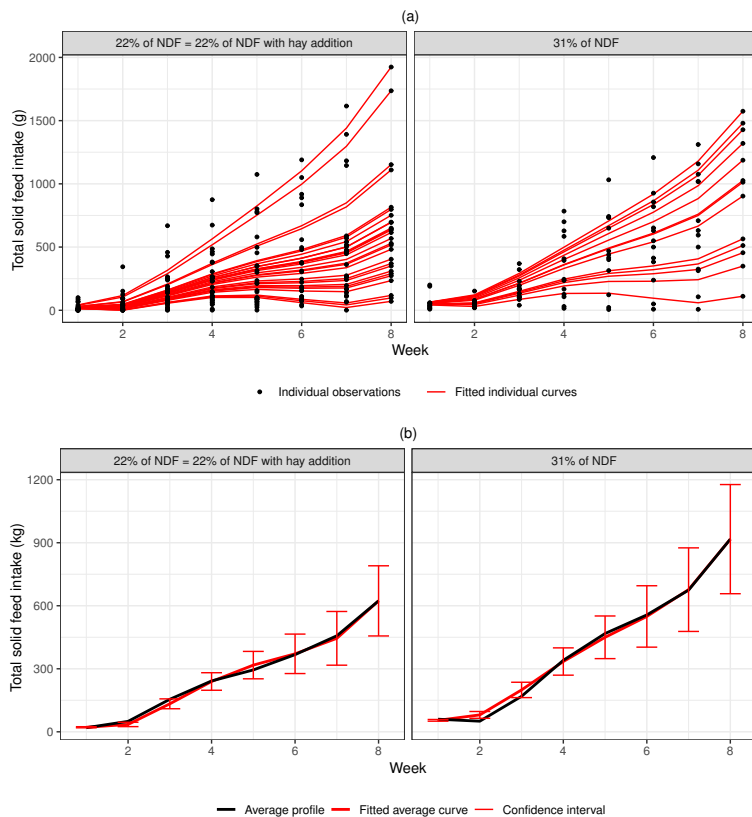 (a)
22% of NDF = 22% of NDF with hay addition 31% of NDF
Total solid feed intake (g)
2000
1500
1000
500
0
2 4 6 8 2 4 6 8
Week
Individual observations Fitted individual curves
(b)
22% of NDF = 22% of NDF with hay addition 31% of NDF
Total solid feed intake (kg)
1200
900
600
300
0
2 4 6 8 2 4 6 8
Week
Average profile Fitted average curve Confidence interval